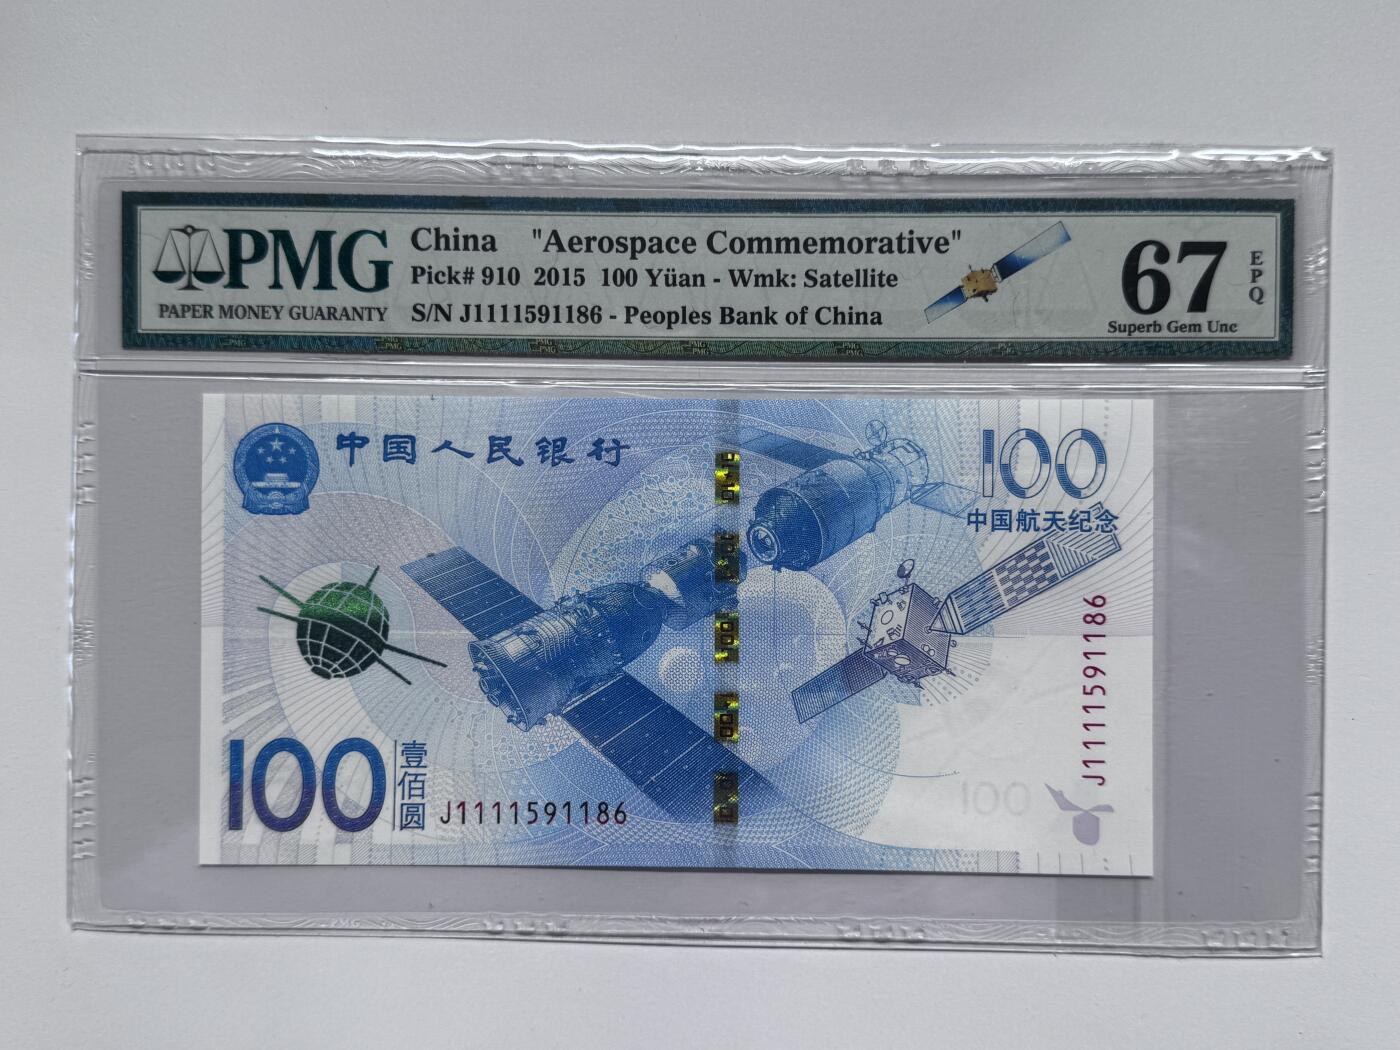 PMG
PAPER MONEY GUARANTY
China "Aerospace Commemorative"
Pick# 910 2015 100 Yüan - Wmk: Satellite
S/N J1111591186 - Peoples Bank of China
67
EPQ
Superb Gem Unc
中国人民银行
100
中国航天纪念
J1111591186
100
壹佰圆
J1111591186
100